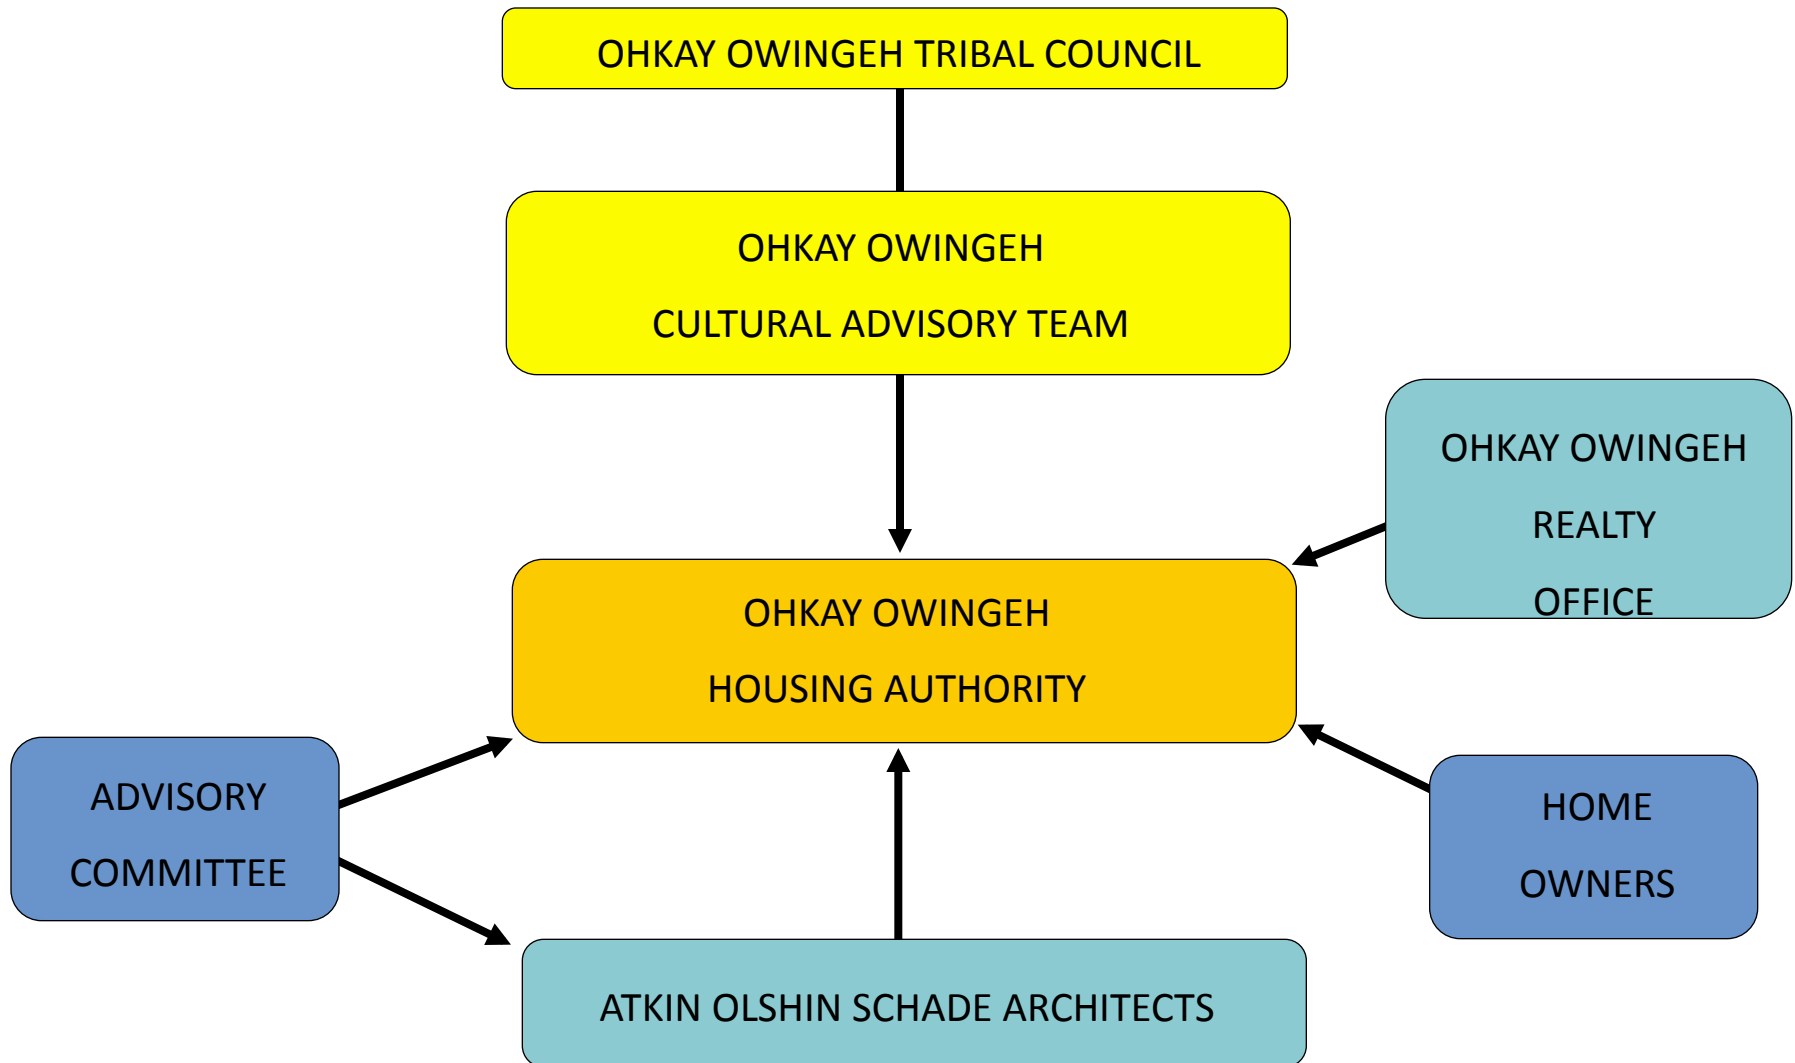 OHKAY OWINGEH TRIBAL COUNCIL
OHKAY OWINGEH
CULTURAL ADVISORY TEAM
OHKAY OWINGEH
REALTY
OFFICE
OHKAY OWINGEH
HOUSING AUTHORITY
ADVISORY
COMMITTEE
HOME
OWNERS
ATKIN OLSHIN SCHADE ARCHITECTS